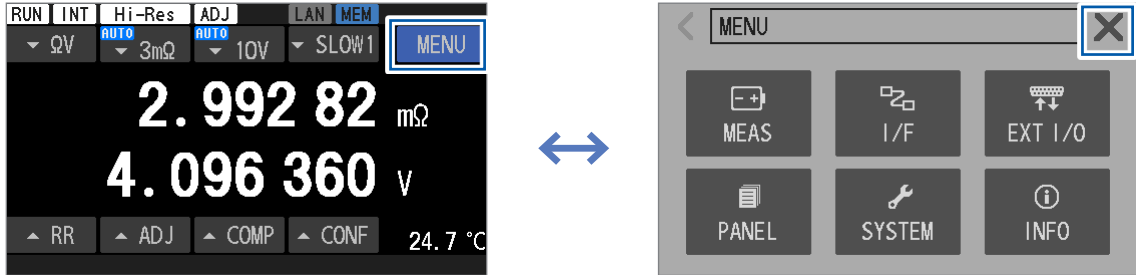 RUN INT Hi-Res ADJ LAN MEM
ΩV AUTO 3mΩ AUTO 10V SLOW1 MENU
2.992 82 mΩ
4.096 360 V
RR ADJ COMP CONF 24.7 ℃
MENU
MEAS I/F EXT I/O
PANEL SYSTEM INFO